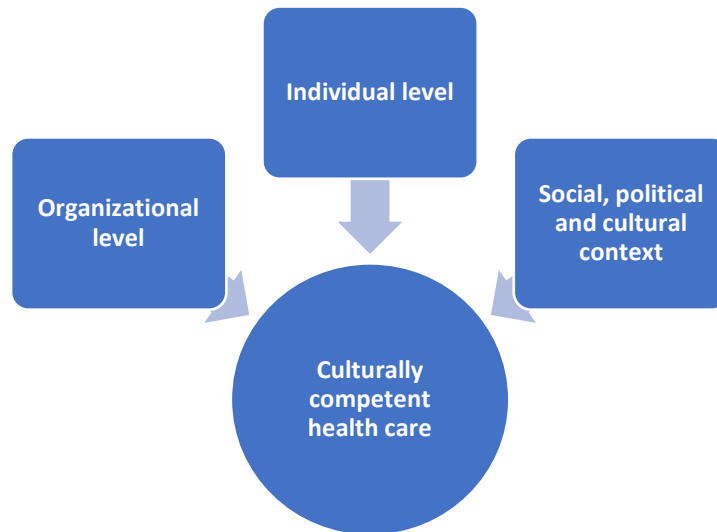 Individual level
Organizational
level
Social, political
and cultural
context
Culturally
competent
health care